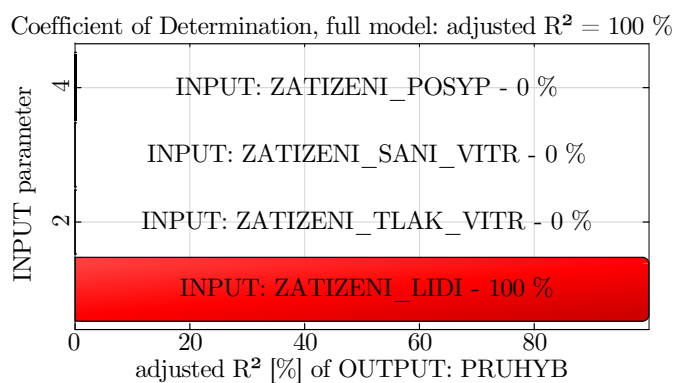 Coefficient of Determination, full model: adjusted R² = 100 %
INPUT parameter
4
INPUT: ZATIZENI_POSYP - 0 %
INPUT: ZATIZENI_SANI_VITR - 0 %
2
INPUT: ZATIZENI_TLAK_VITR - 0 %
INPUT: ZATIZENI_LIDI - 100 %
0 20 40 60 80
adjusted R² [%] of OUTPUT: PRUHYB